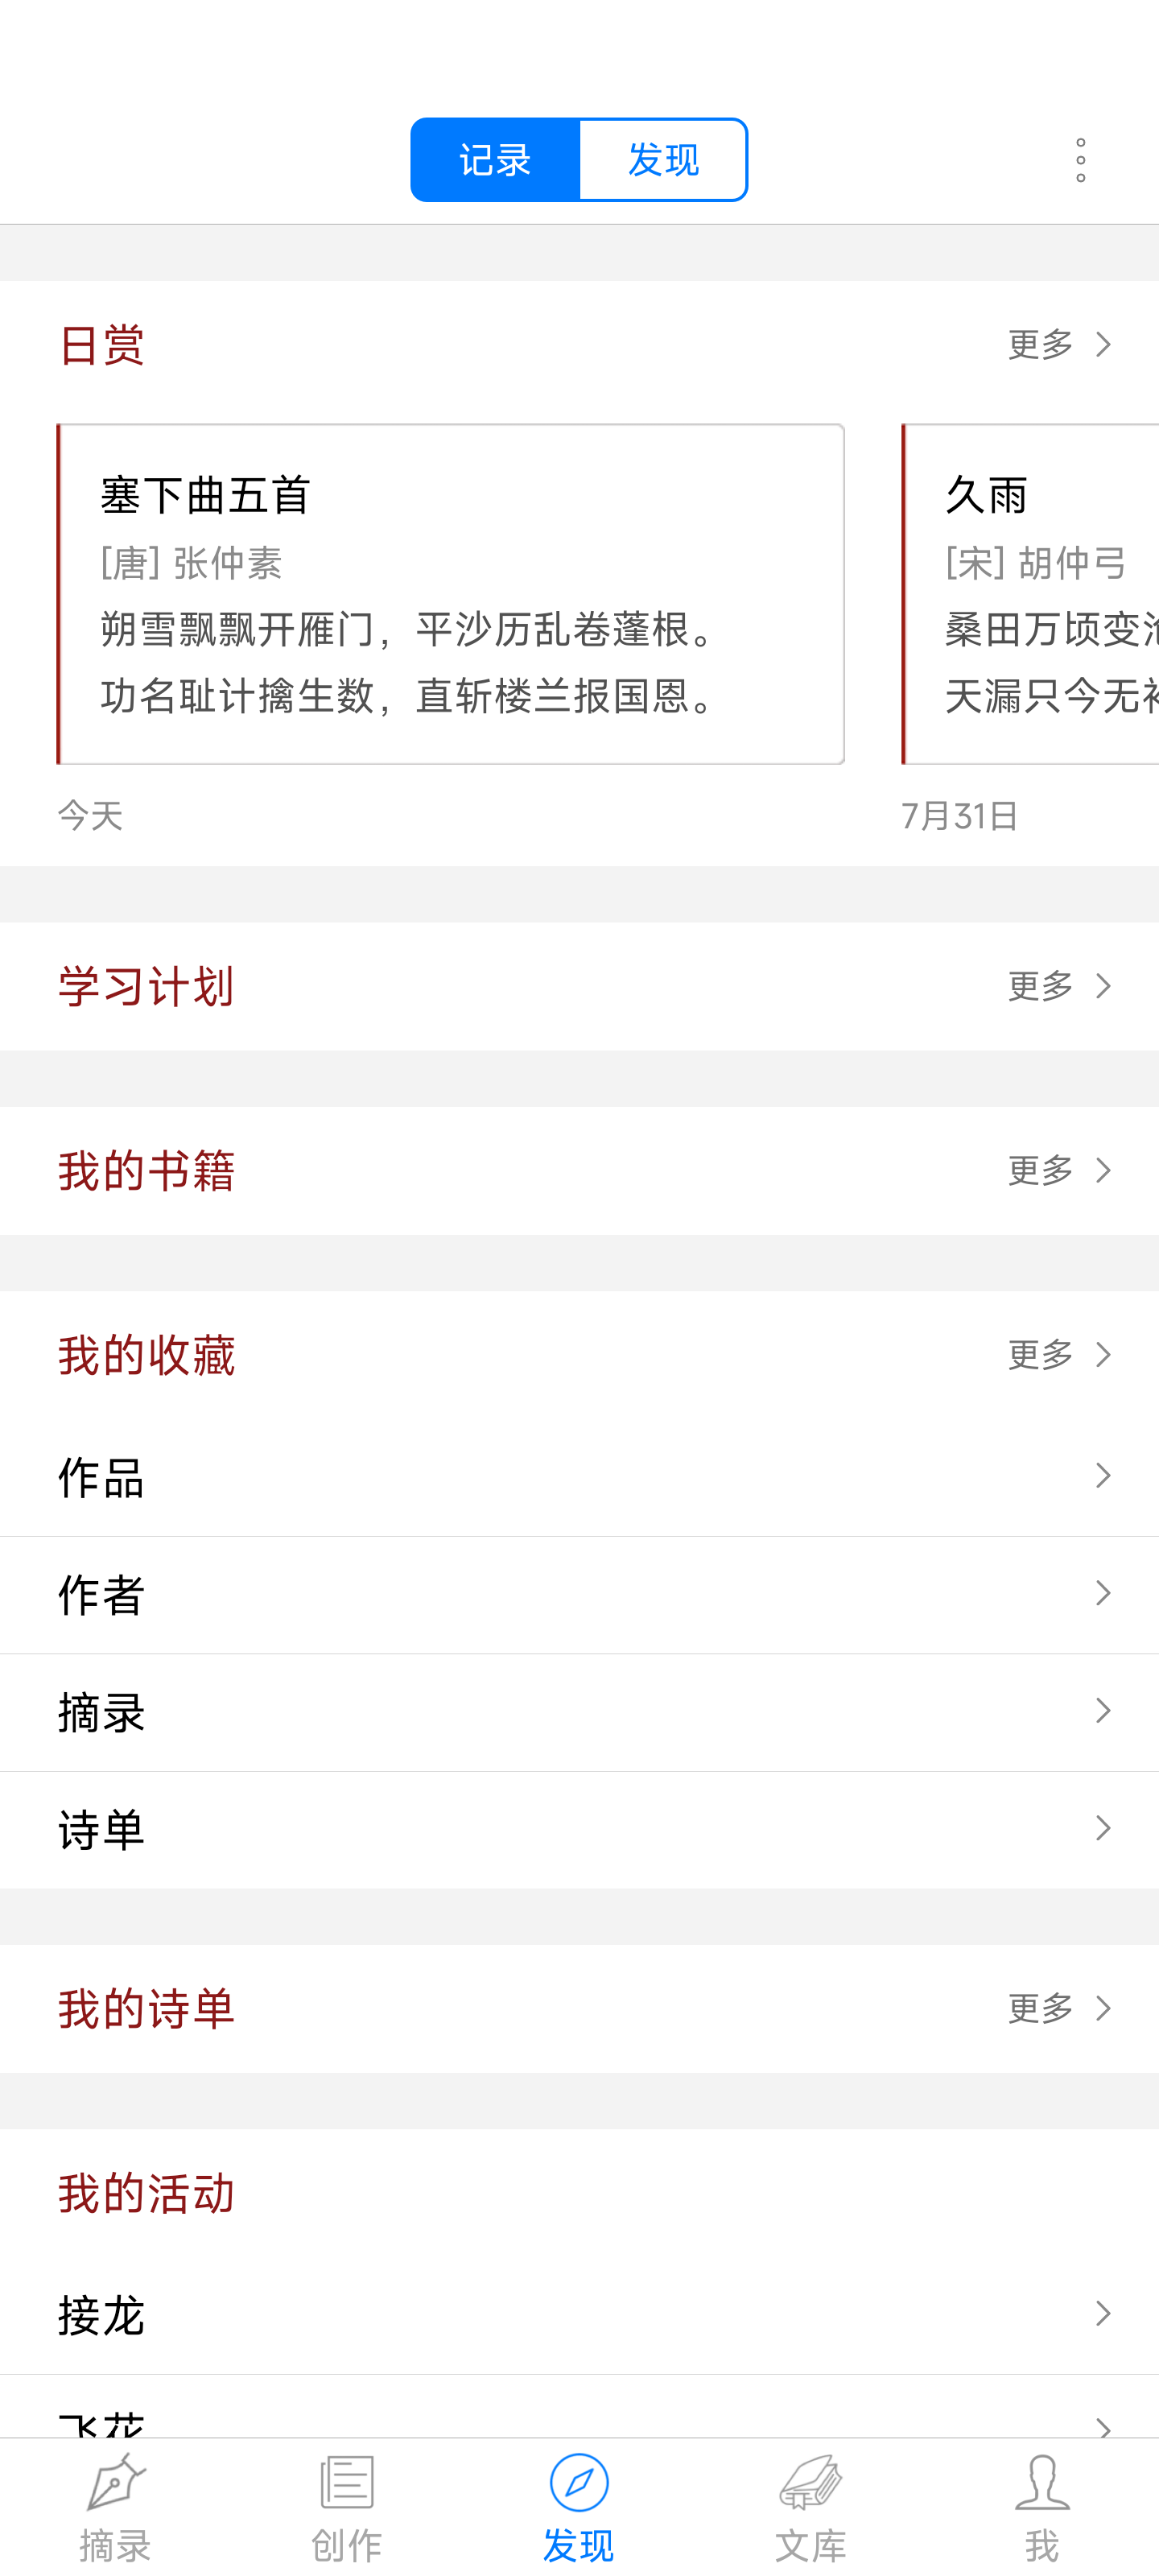 记录 发现
日赏 更多
塞下曲五首
[唐] 张仲素
朔雪飘飘开雁门，平沙历乱卷蓬根。
功名耻计擒生数，直斩楼兰报国恩。
今天
久雨
[宋] 胡仲弓
桑田万顷变
天漏只今无
7月31日
学习计划 更多
我的书籍 更多
我的收藏 更多
作品
作者
摘录
诗单
我的诗单 更多
我的活动
接龙
飞花
摘录 创作 发现 文库 我